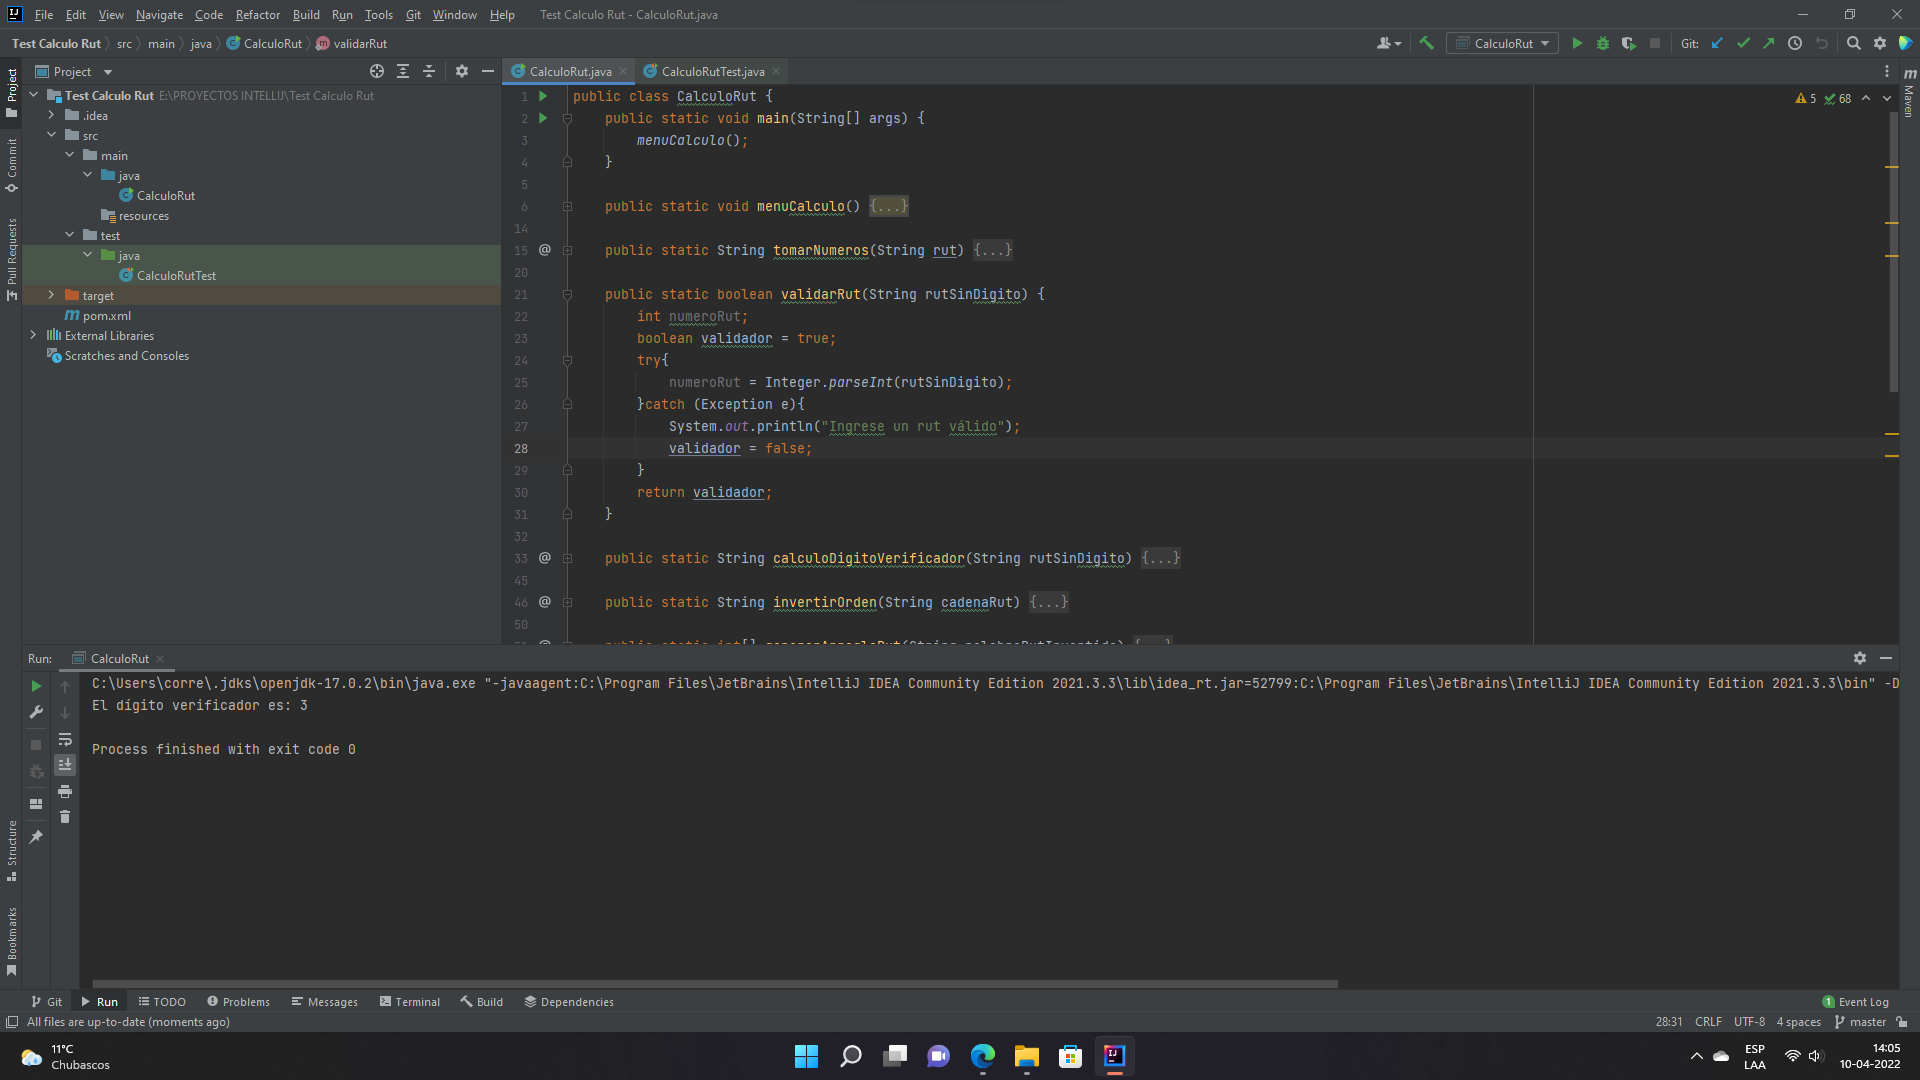 File Edit View Navigate Code Refactor Build Run Tools Git Window Help Test Calculo Rut - CalculoRut.java
Test Calculo Rut src main java CalculoRut validarRut
CalculoRut Git:
Project
CalculoRut.java CalculoRutTest.java
Test Calculo Rut E:\PROYECTOS INTELLIJ\Test Calculo Rut
.idea
src
main
java
CalculoRut
resources
test
java
CalculoRutTest
target
pom.xml
External Libraries
Scratches and Consoles
Project
Commit
Pull Requests
Structure
Bookmarks
Maven
5 68
1 public class CalculoRut {
2 public static void main(String[] args) {
3 menuCalculo();
4 }
5
6 public static void menuCalculo() {...}
14
15 @ public static String tomarNumeros(String rut) {...}
20
21 public static boolean validarRut(String rutSinDigito) {
22 int numeroRut;
23 boolean validador = true;
24 try{
25 numeroRut = Integer.parseInt(rutSinDigito);
26 }catch (Exception e){
27 System.out.println("Ingrese un rut válido");
28 validador = false;
29 }
30 return validador;
31 }
32
33 @ public static String calculoDigitoVerificador(String rutSinDigito) {...}
45
46 @ public static String invertirOrden(String cadenaRut) {...}
50
Run: CalculoRut
C:\Users\corre\.jdks\openjdk-17.0.2\bin\java.exe "-javaagent:C:\Program Files\JetBrains\IntelliJ IDEA Community Edition 2021.3.3\lib\idea_rt.jar=52799:C:\Program Files\JetBrains\IntelliJ IDEA Community Edition 2021.3.3\bin" -D
El dígito verificador es: 3
Process finished with exit code 0
Git Run TODO Problems Messages Terminal Build Dependencies
1 Event Log
All files are up-to-date (moments ago)
28:31 CRLF UTF-8 4 spaces master
11°C
Chubascos
ESP
LAA
14:05
10-04-2022